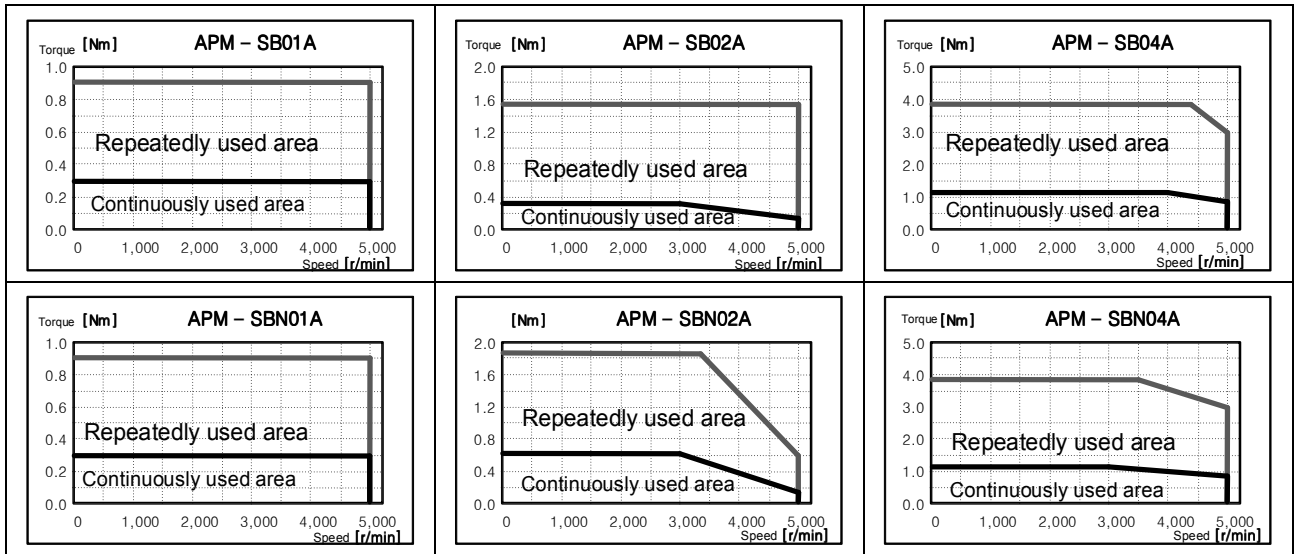 APM – SB01A
Torque [Nm]
1.0
0.8
0.6
0.4
0.2
0.0
Repeatedly used area
Continuously used area
0 1,000 2,000 3,000 4,000 5,000
Speed [r/min]
APM – SB02A
Torque [Nm]
2.0
1.6
1.2
0.8
0.4
0.0
Repeatedly used area
Continuously used area
0 1,000 2,000 3,000 4,000 5,000
Speed [r/min]
APM – SB04A
Torque [Nm]
5.0
4.0
3.0
2.0
1.0
0.0
Repeatedly used area
Continuously used area
0 1,000 2,000 3,000 4,000 5,000
Speed [r/min]
APM – SBN01A
Torque [Nm]
1.0
0.8
0.6
0.4
0.2
0.0
Repeatedly used area
Continuously used area
0 1,000 2,000 3,000 4,000 5,000
Speed [r/min]
APM – SBN02A
[Nm]
2.0
1.6
1.2
0.8
0.4
0.0
Repeatedly used area
Continuously used area
0 1,000 2,000 3,000 4,000 5,000
Speed [r/min]
APM – SBN04A
Torque [Nm]
5.0
4.0
3.0
2.0
1.0
0.0
Repeatedly used area
Continuously used area
0 1,000 2,000 3,000 4,000 5,000
Speed [r/min]